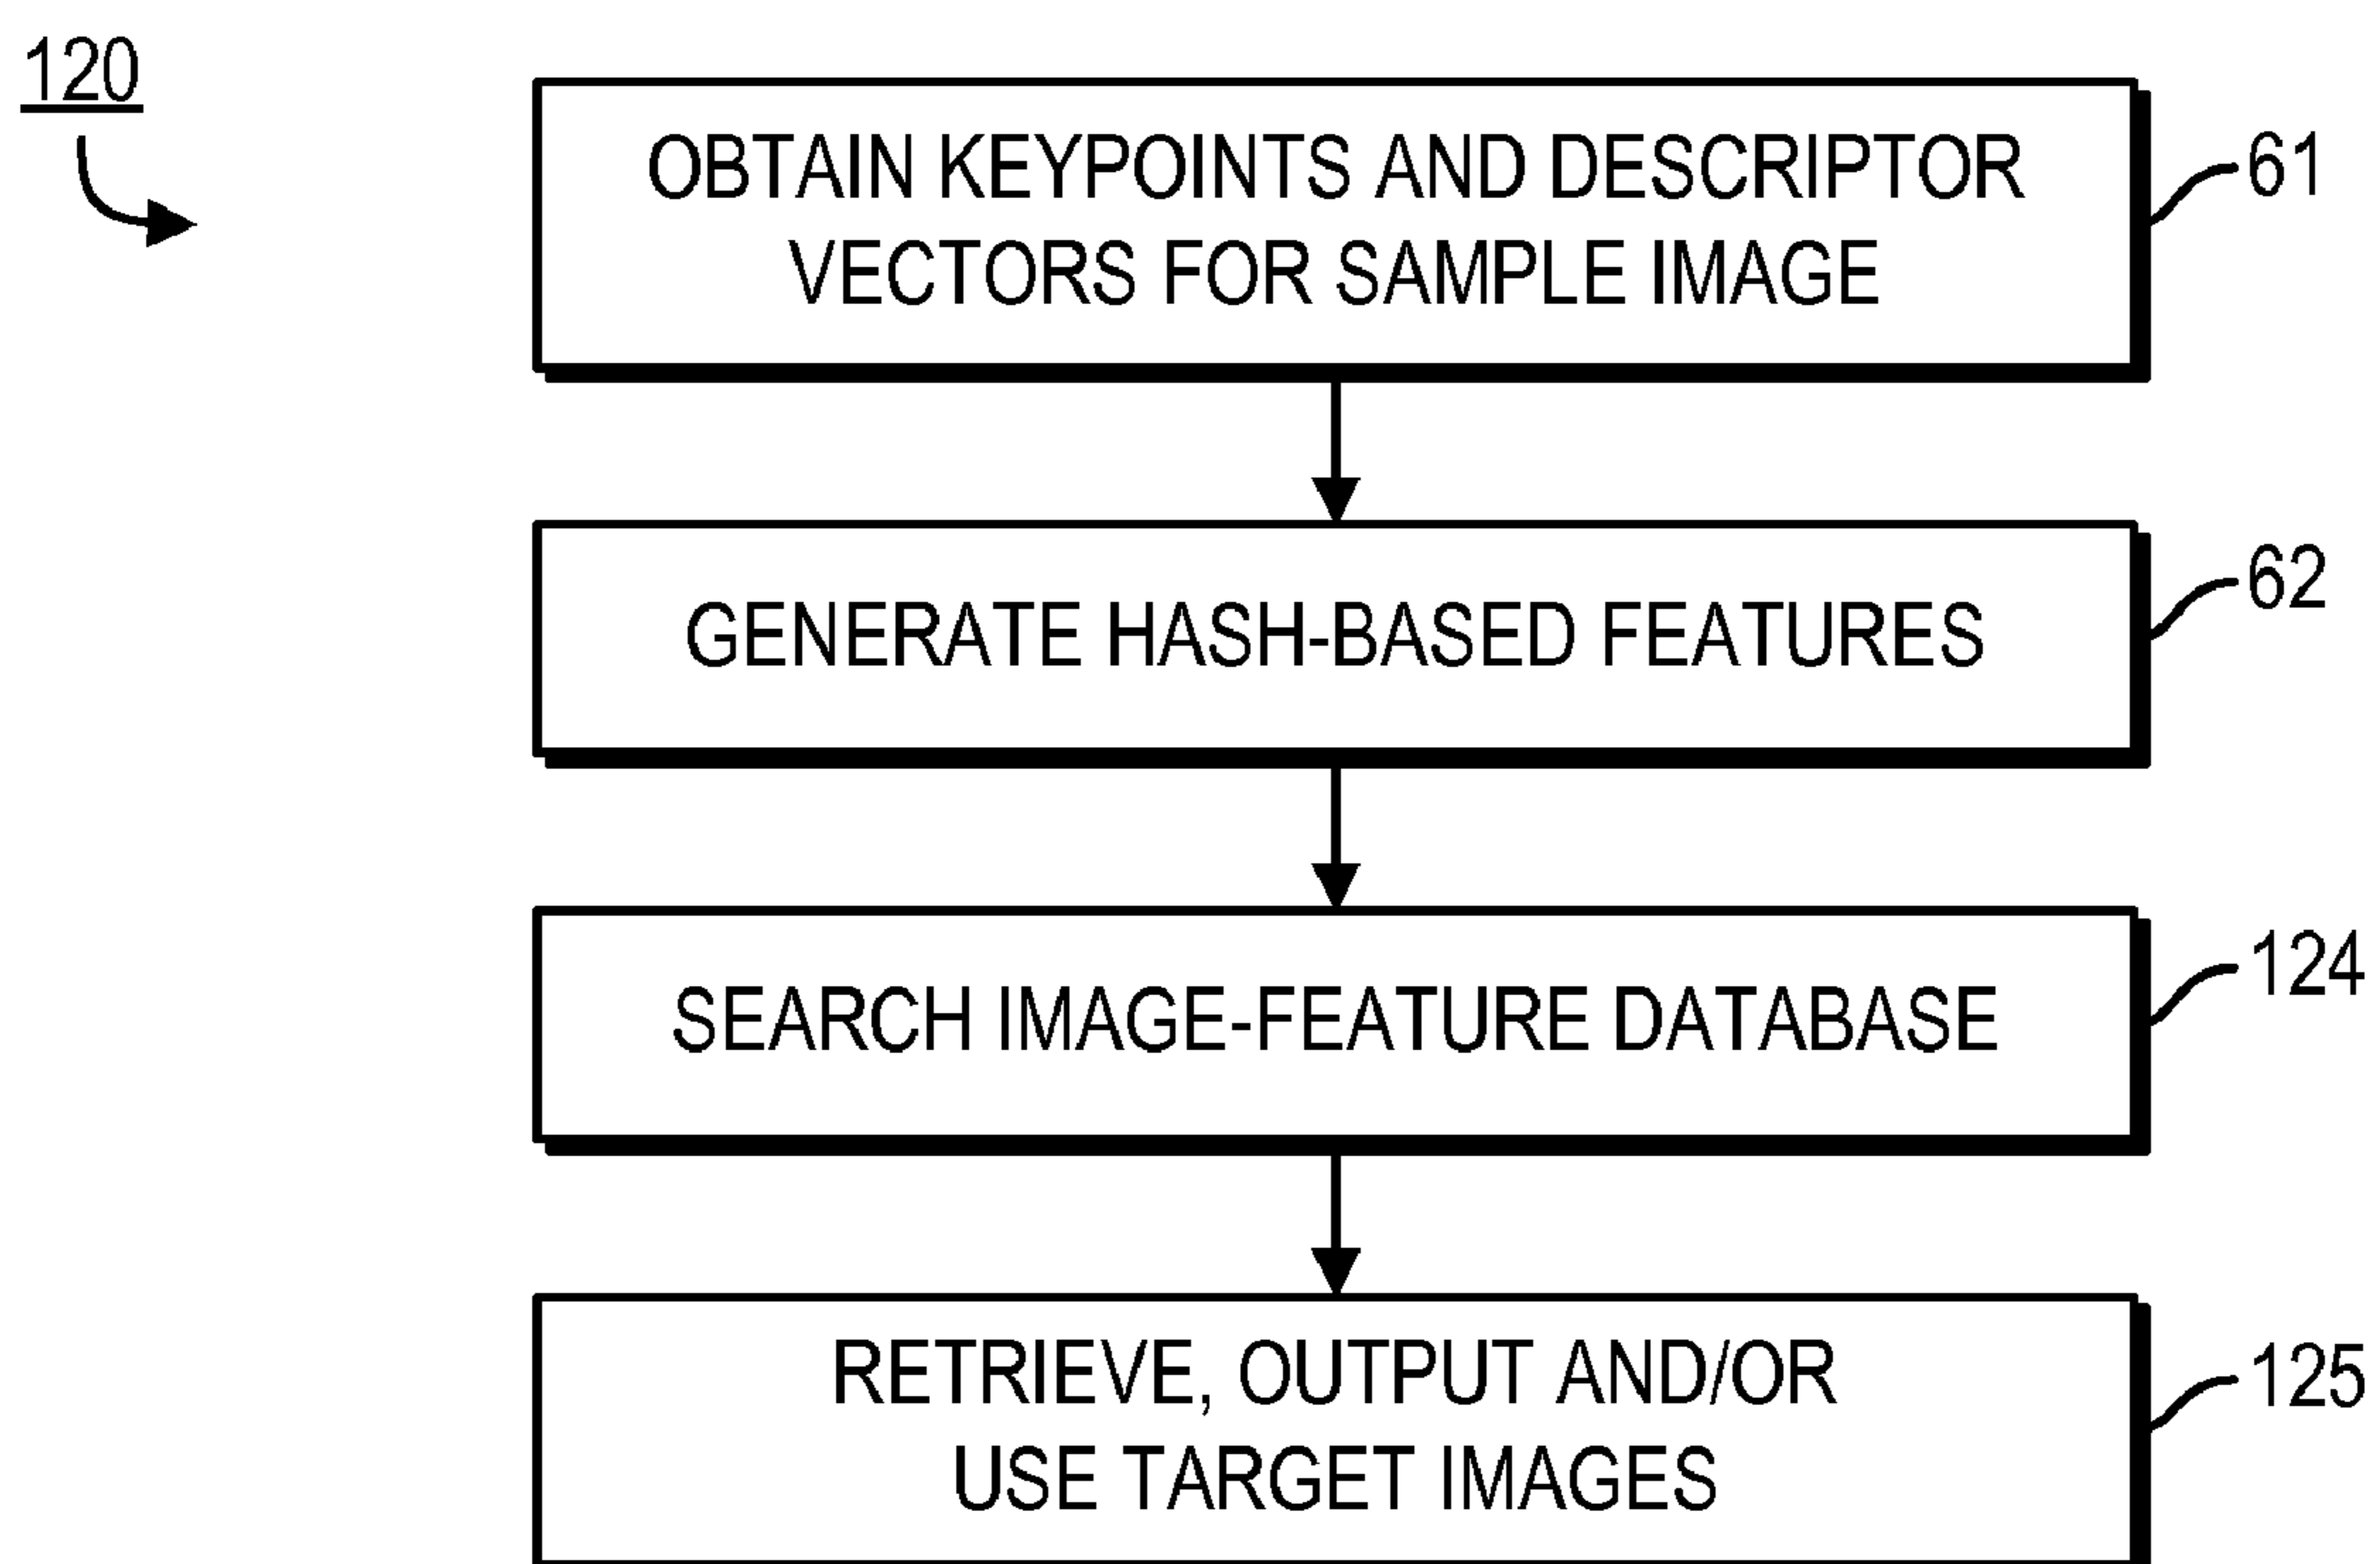 120
OBTAIN KEYPOINTS AND DESCRIPTOR
VECTORS FOR SAMPLE IMAGE
61
GENERATE HASH-BASED FEATURES
62
SEARCH IMAGE-FEATURE DATABASE
124
RETRIEVE, OUTPUT AND/OR
USE TARGET IMAGES
125